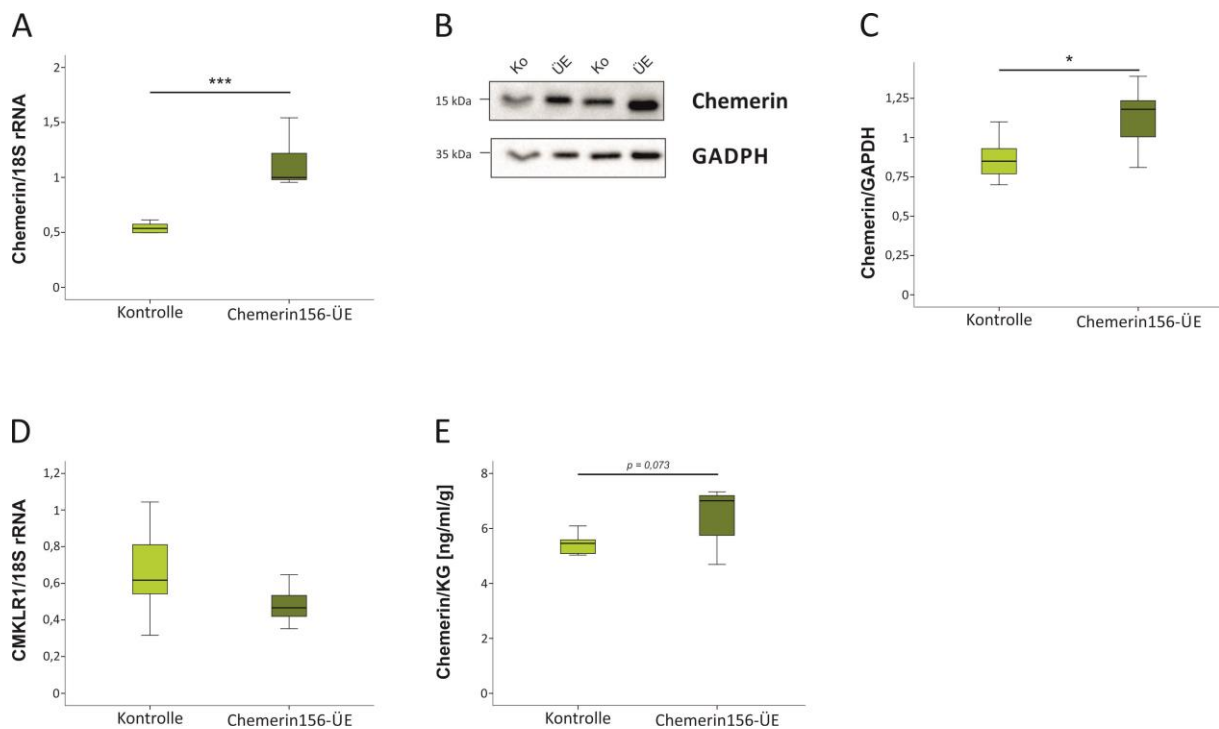 A
Chemerin/18S rRNA
2
1,5
1
0,5
0
***
Kontrolle
Chemerin156-ÜE
B
Ko ÜE Ko ÜE
15 kDa
Chemerin
35 kDa
GADPH
C
Chemerin/GAPDH
1,25
1
0,75
0,5
0,25
0
*
Kontrolle
Chemerin156-ÜE
D
CMKLR1/18S rRNA
1,2
1
0,8
0,6
0,4
0,2
0
Kontrolle
Chemerin156-ÜE
E
Chemerin/KG [ng/ml/g]
8
6
4
2
0
p = 0,073
Kontrolle
Chemerin156-ÜE